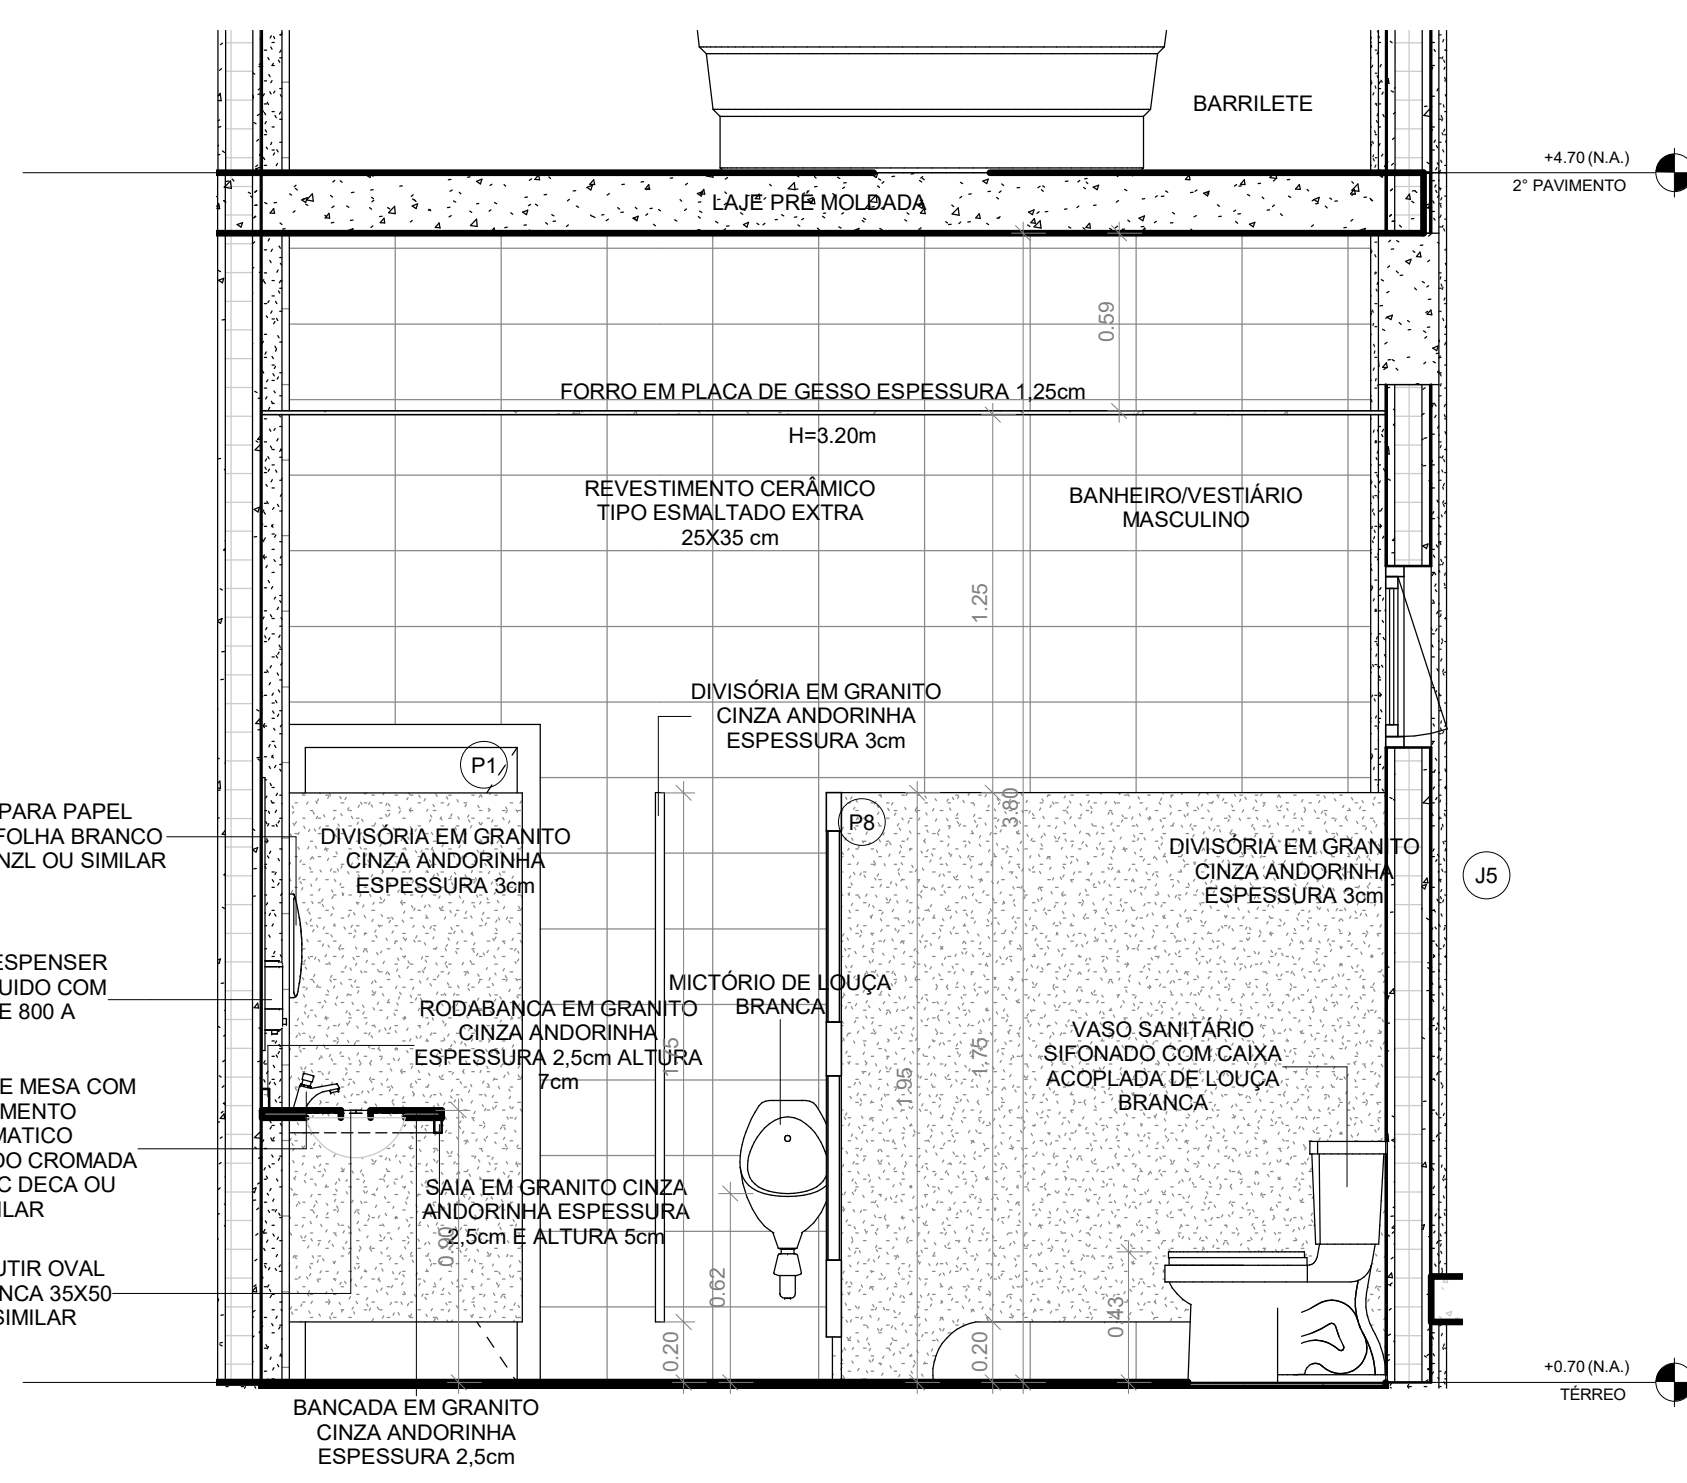 BARRILETE
+4.70 (N.A.)
2° PAVIMENTO
LAJE PRÉ MOLDADA
0.59
FORRO EM PLACA DE GESSO ESPESSURA 1,25cm
H=3.20m
REVESTIMENTO CERÂMICO
TIPO ESMALTADO EXTRA
25X35 cm
BANHEIRO/VESTIÁRIO
MASCULINO
1.25
DIVISÓRIA EM GRANITO
CINZA ANDORINHA
ESPESSURA 3cm
P1
P8
3.80
PARA PAPEL
FOLHA BRANCO
NZL OU SIMILAR
DIVISÓRIA EM GRANITO
CINZA ANDORINHA
ESPESSURA 3cm
DIVISÓRIA EM GRANITO
CINZA ANDORINHA
ESPESSURA 3cm
J5
ESPENSER
UIDO COM
E 800 A
RODABANCA EM GRANITO
CINZA ANDORINHA
ESPESSURA 2,5cm ALTURA
7cm
MICTÓRIO DE LOUÇA
BRANCA
1.95
1.75
VASO SANITÁRIO
SIFONADO COM CAIXA
ACOPLADA DE LOUÇA
BRANCA
E MESA COM
MENTO
MATICO
DO CROMADA
C DECA OU
ILAR
SAIA EM GRANITO CINZA
ANDORINHA ESPESSURA
2,5cm E ALTURA 5cm
0.90
0.62
0.43
UTIR OVAL
NCA 35X50
SIMILAR
0.20
0.20
+0.70 (N.A.)
TÉRREO
BANCADA EM GRANITO
CINZA ANDORINHA
ESPESSURA 2,5cm